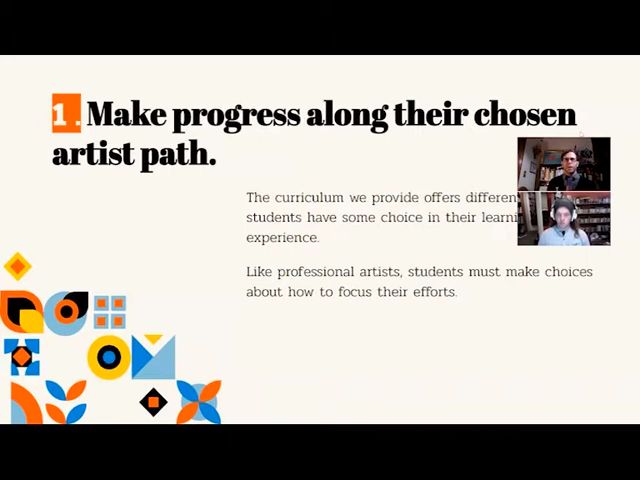 1. Make progress along their chosen
artist path.
The curriculum we provide offers different
students have some choice in their
experience.
Like professional artists, students must make choices
about how to focus their efforts.